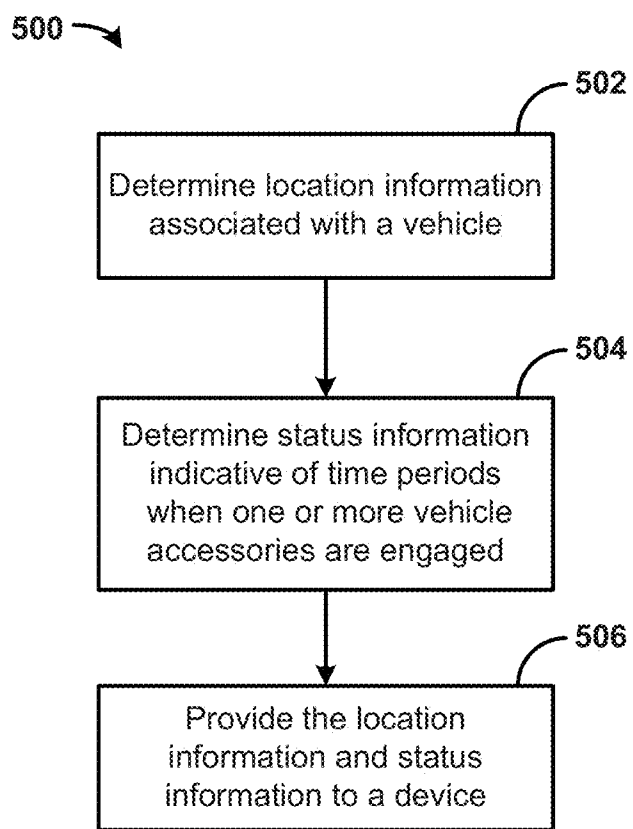 500
502
Determine location information
associated with a vehicle
504
Determine status information
indicative of time periods
when one or more vehicle
accessories are engaged
506
Provide the location
information and status
information to a device